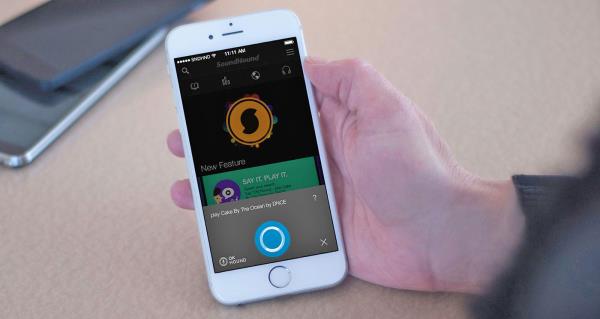 SNDHND 11:11 AM
SoundHound
New Feature
SAY IT. PLAY IT.
play Cake By The Ocean by DNCE
?
OK
HOUND